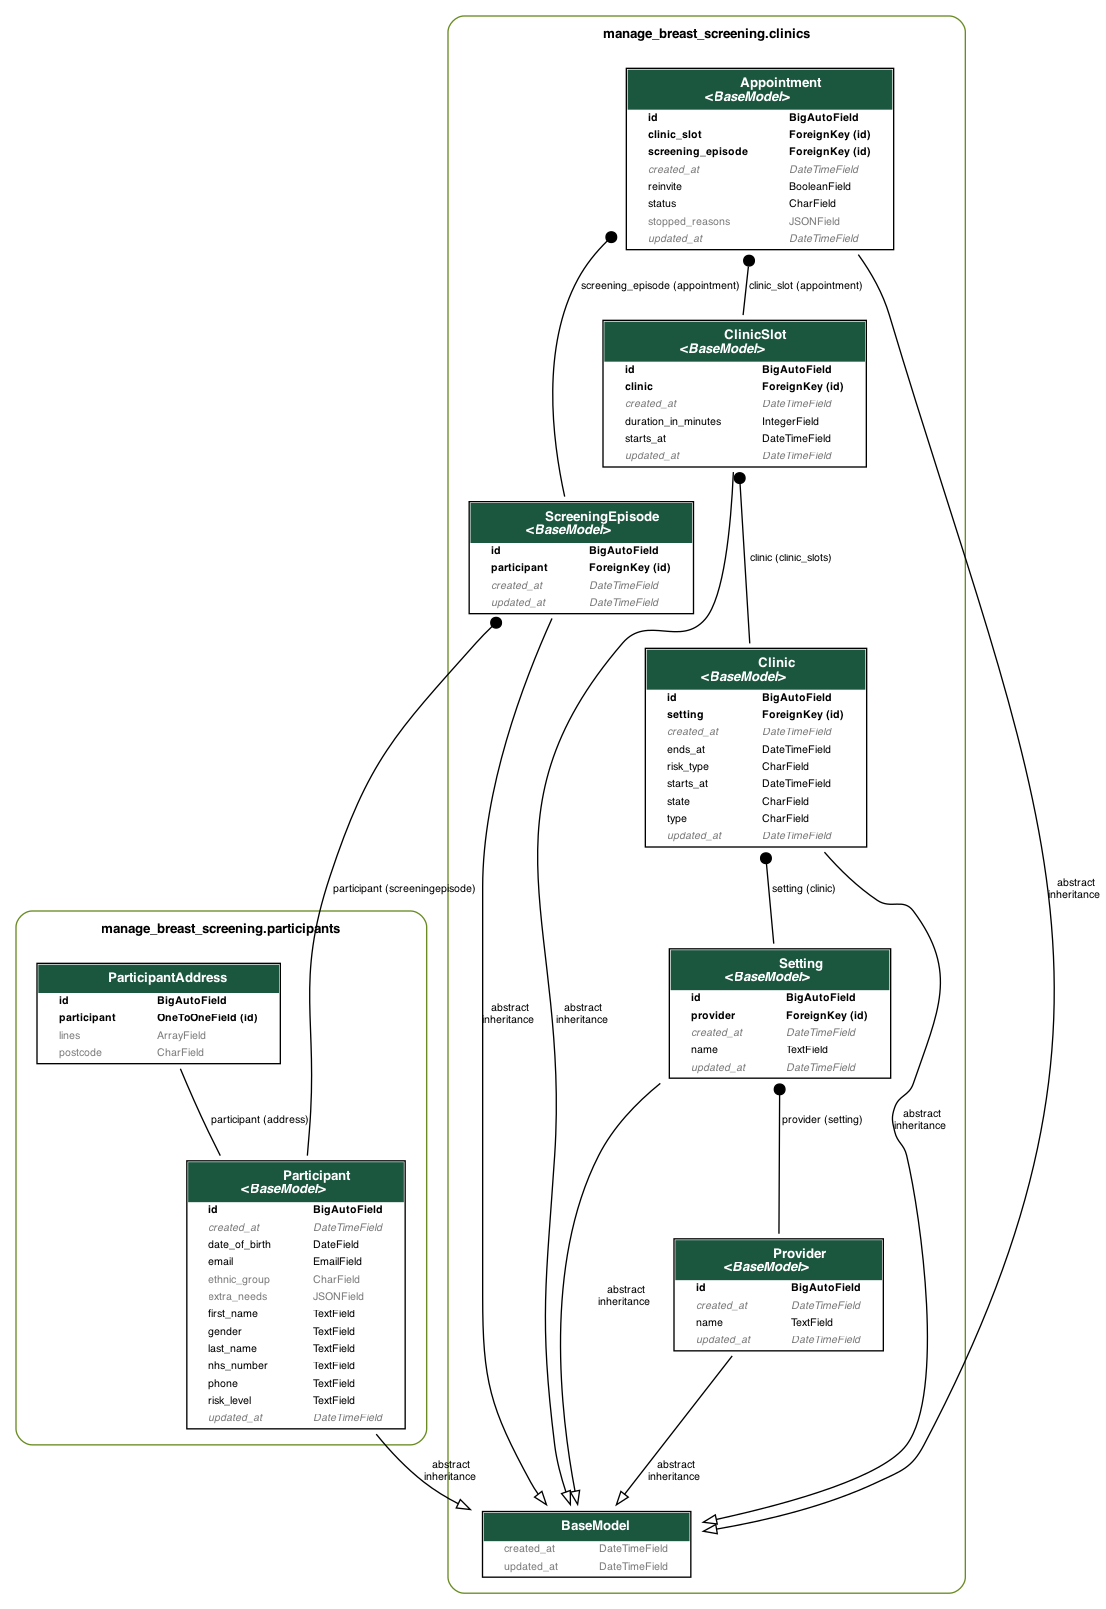 manage_breast_screening.clinics
Appointment
<BaseModel>
id BigAutoField
clinic_slot ForeignKey (id)
screening_episode ForeignKey (id)
created_at DateTimeField
reinvite BooleanField
status CharField
stopped_reasons JSONField
updated_at DateTimeField
screening_episode (appointment) clinic_slot (appointment)
ClinicSlot
<BaseModel>
id BigAutoField
clinic ForeignKey (id)
created_at DateTimeField
duration_in_minutes IntegerField
starts_at DateTimeField
updated_at DateTimeField
ScreeningEpisode
<BaseModel>
id BigAutoField
participant ForeignKey (id)
created_at DateTimeField
updated_at DateTimeField
clinic (clinic_slots)
Clinic
<BaseModel>
id BigAutoField
setting ForeignKey (id)
created_at DateTimeField
ends_at DateTimeField
risk_type CharField
starts_at DateTimeField
state CharField
type CharField
updated_at DateTimeField
participant (screeningepisode)
setting (clinic)
abstract
inheritance
manage_breast_screening.participants
ParticipantAddress
id BigAutoField
participant OneToOneField (id)
lines ArrayField
postcode CharField
abstract
inheritance
abstract
inheritance
Setting
<BaseModel>
id BigAutoField
provider ForeignKey (id)
created_at DateTimeField
name TextField
updated_at DateTimeField
participant (address)
provider (setting)
abstract
inheritance
Participant
<BaseModel>
id BigAutoField
created_at DateTimeField
date_of_birth DateField
email EmailField
ethnic_group CharField
extra_needs JSONField
first_name TextField
gender TextField
last_name TextField
nhs_number TextField
phone TextField
risk_level TextField
updated_at DateTimeField
abstract
inheritance
Provider
<BaseModel>
id BigAutoField
created_at DateTimeField
name TextField
updated_at DateTimeField
abstract
inheritance
abstract
inheritance
BaseModel
created_at DateTimeField
updated_at DateTimeField